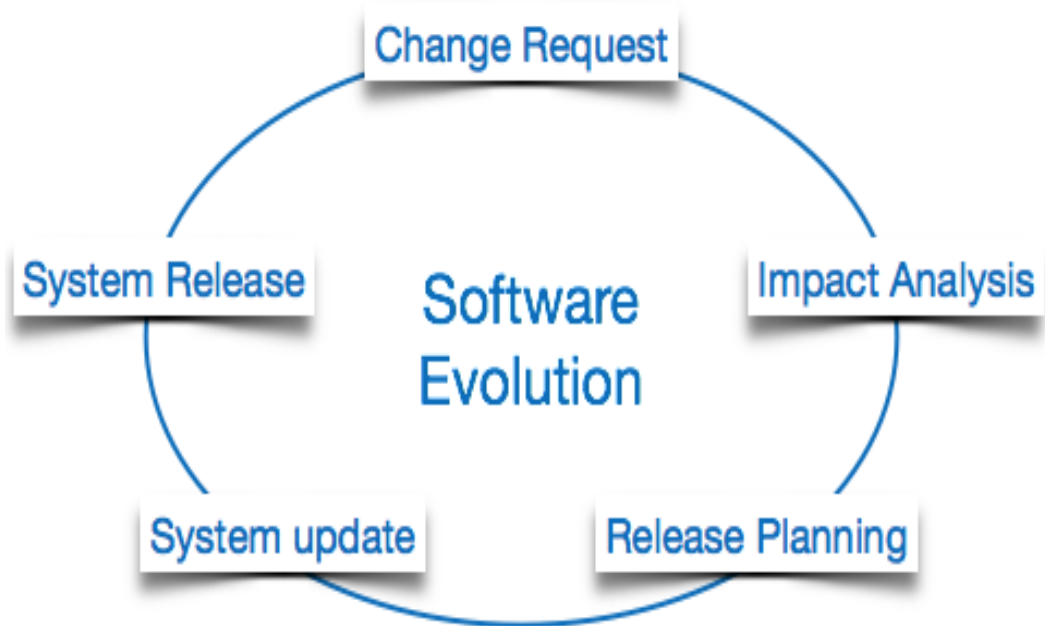 Change Request
System Release
Impact Analysis
Software
Evolution
System update
Release Planning